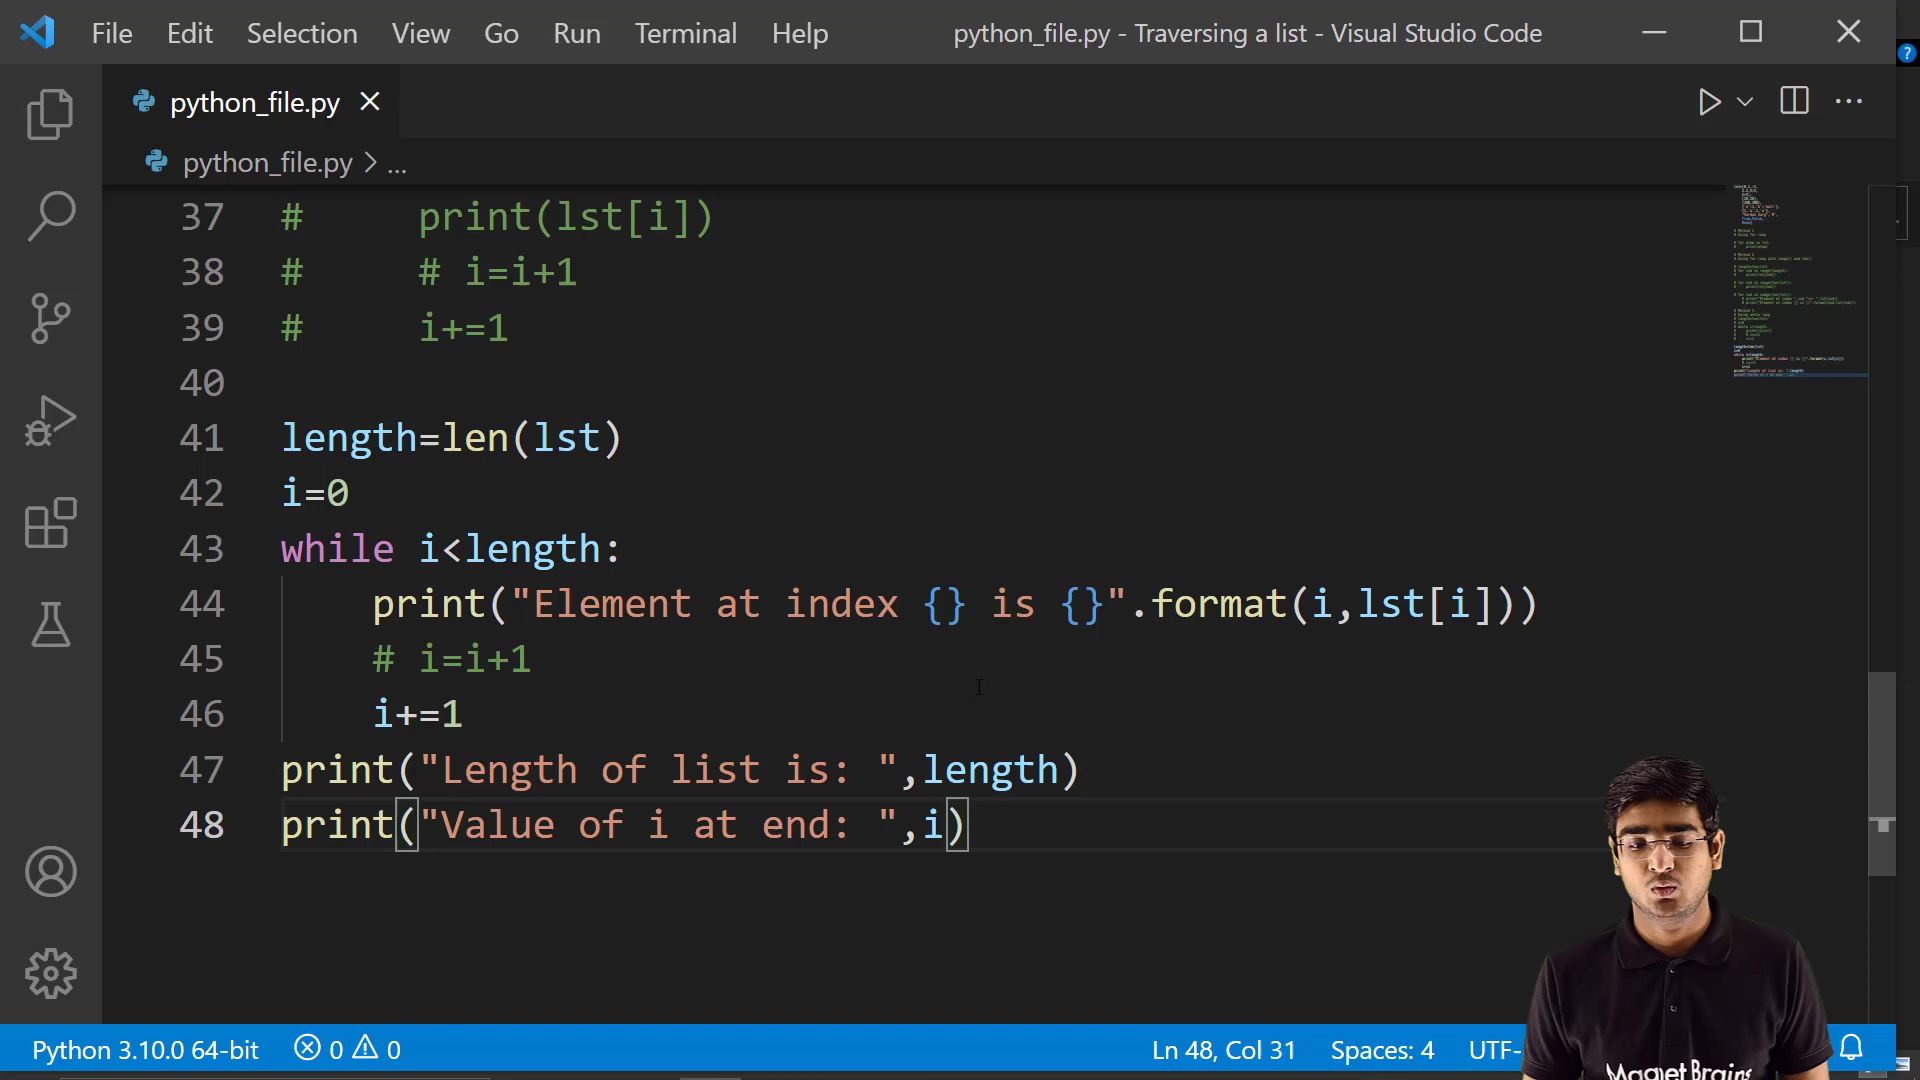 File Edit Selection View Go Run Terminal Help python_file.py - Traversing a list - Visual Studio Code
python_file.py
python_file.py > ...
37 # print(lst[i])
38 # # i=i+1
39 # i+=1
40
41 length=len(lst)
42 i=0
43 while i<length:
44 print("Element at index {} is {}".format(i,lst[i]))
45 # i=i+1
46 i+=1
47 print("Length of list is: ",length)
48 print("Value of i at end: ",i)
Python 3.10.0 64-bit 0 0 Ln 48, Col 31 Spaces: 4 UTF-
Magnet Brains